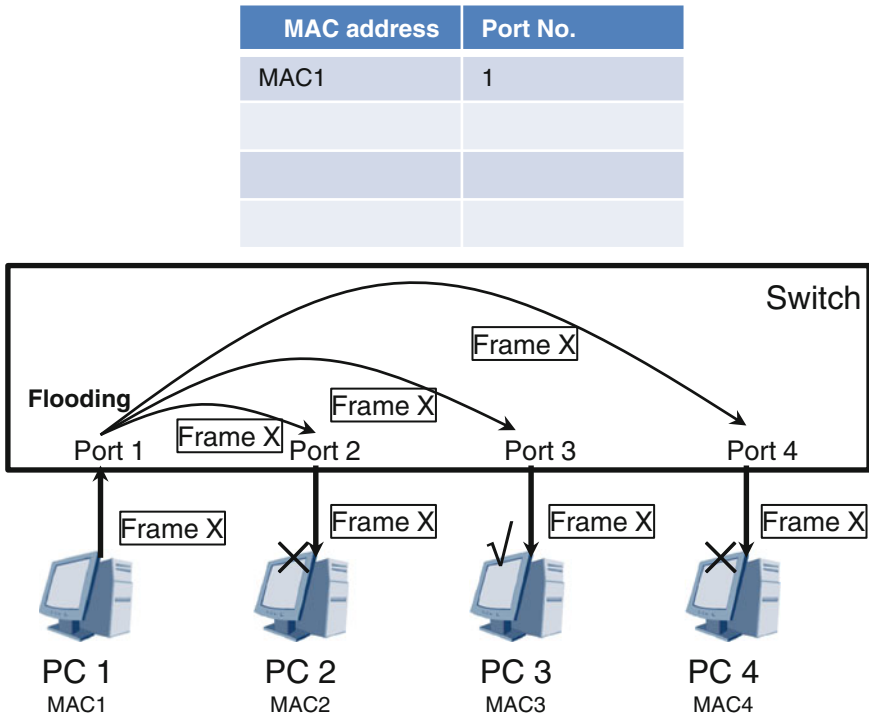 MAC address Port No.
MAC1 1
Switch
Frame X
Flooding
Frame X
Frame X
Port 1 Port 2 Port 3 Port 4
Frame X Frame X Frame X Frame X
PC 1 PC 2 PC 3 PC 4
MAC1 MAC2 MAC3 MAC4